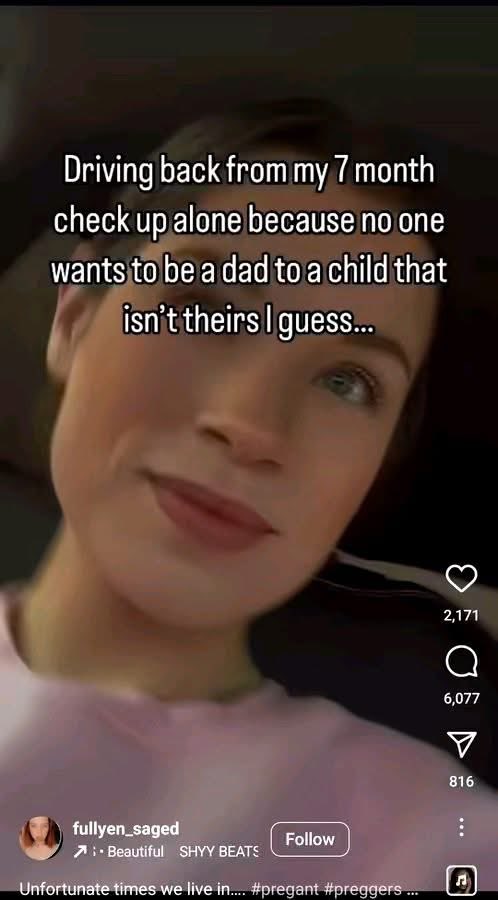 Driving back from my 7 month
check up alone because no one
wants to be a dad to a child that
isn't theirs I guess...
2,171
6,077
816
fullyen_saged
Follow
Beautiful SHYY BEATS
Unfortunate times we live in.... #pregant #preggers ...